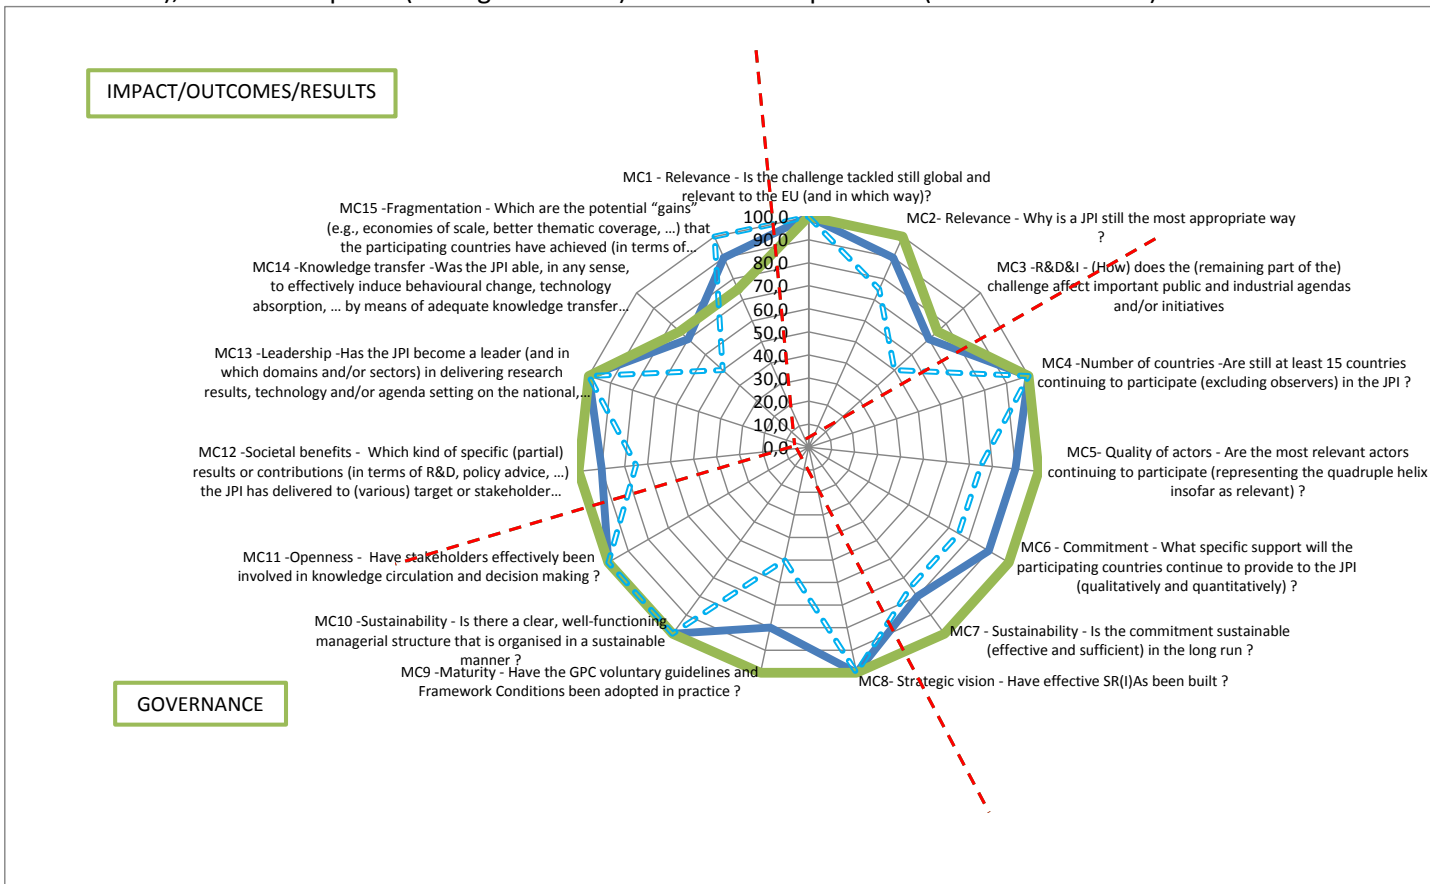 IMPACT/OUTCOMES/RESULTS
MC1 - Relevance - Is the challenge tackled still global and
relevant to the EU (and in which way)?
MC2- Relevance - Why is a JPI still the most appropriate way
?
MC3 -R&D&I - (How) does the (remaining part of the)
challenge affect important public and industrial agendas
and/or initiatives
MC4 -Number of countries -Are still at least 15 countries
continuing to participate (excluding observers) in the JPI ?
MC5- Quality of actors - Are the most relevant actors
continuing to participate (representing the quadruple helix
insofar as relevant) ?
MC6 - Commitment - What specific support will the
participating countries continue to provide to the JPI
(qualitatively and quantitatively) ?
MC7 - Sustainability - Is the commitment sustainable
(effective and sufficient) in the long run ?
MC8- Strategic vision - Have effective SR(I)As been built ?
MC9 -Maturity - Have the GPC voluntary guidelines and
Framework Conditions been adopted in practice ?
MC10 -Sustainability - Is there a clear, well-functioning
managerial structure that is organised in a sustainable
manner ?
MC11 -Openness - Have stakeholders effectively been
involved in knowledge circulation and decision making ?
MC12 -Societal benefits - Which kind of specific (partial)
results or contributions (in terms of R&D, policy advice, …)
the JPI has delivered to (various) target or stakeholder…
MC13 -Leadership -Has the JPI become a leader (and in
which domains and/or sectors) in delivering research
results, technology and/or agenda setting on the national,…
MC14 -Knowledge transfer -Was the JPI able, in any sense,
to effectively induce behavioural change, technology
absorption, … by means of adequate knowledge transfer…
MC15 -Fragmentation - Which are the potential “gains”
(e.g., economies of scale, better thematic coverage, …) that
the participating countries have achieved (in terms of…
100,0
90,0
80,0
70,0
60,0
50,0
40,0
30,0
20,0
10,0
0,0
GOVERNANCE